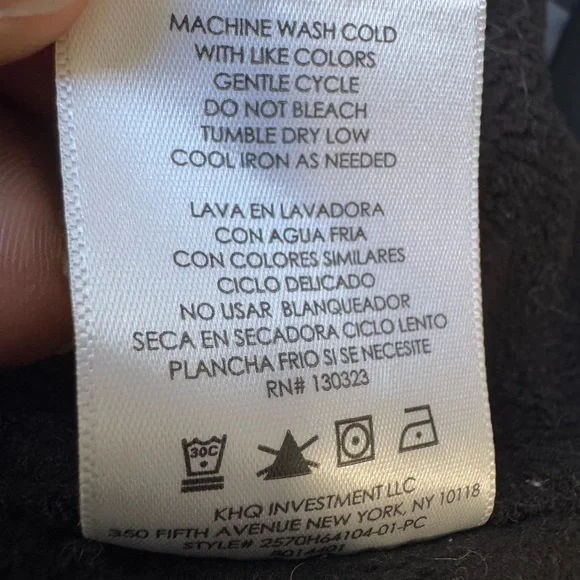 MACHINE WASH COLD
WITH LIKE COLORS
GENTLE CYCLE
DO NOT BLEACH
TUMBLE DRY LOW
COOL IRON AS NEEDED
LAVA EN LAVADORA
CON AGUA FRIA
CON COLORES SIMILARES
CICLO DELICADO
NO USAR BLANQUEADOR
SECA EN SECADORA CICLO LENTO
PLANCHA FRIO SI SE NECESITE
RN# 130323
30C
KHQ INVESTMENT LLC
350 FIFTH AVENUE NEW YORK, NY 10118
STYLE# 2570H64104-01-PC